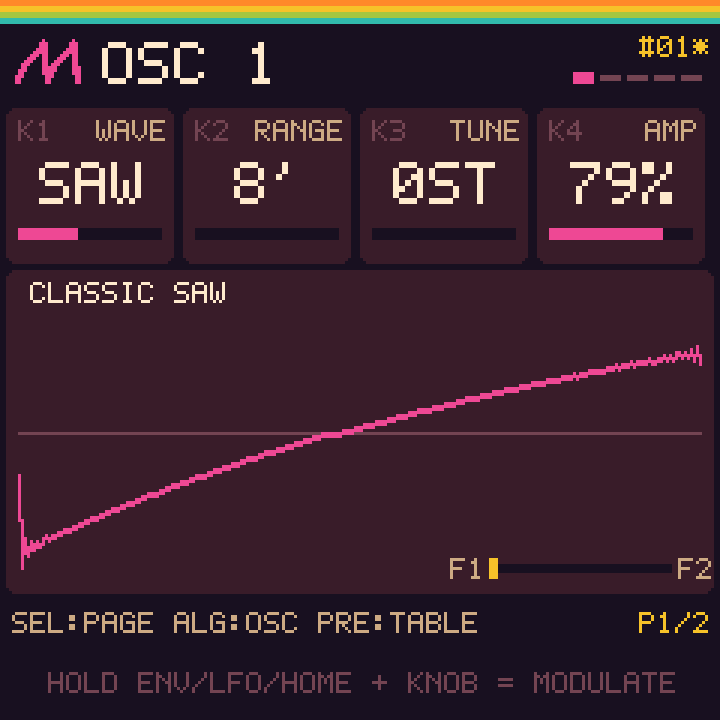 M OSC 1 #01*
K1 WAVE K2 RANGE K3 TUNE K4 AMP
SAW 8' 0ST 79%
CLASSIC SAW
F1 F2
SEL:PAGE ALG:OSC PRE:TABLE P1/2
HOLD ENV/LFO/HOME + KNOB = MODULATE